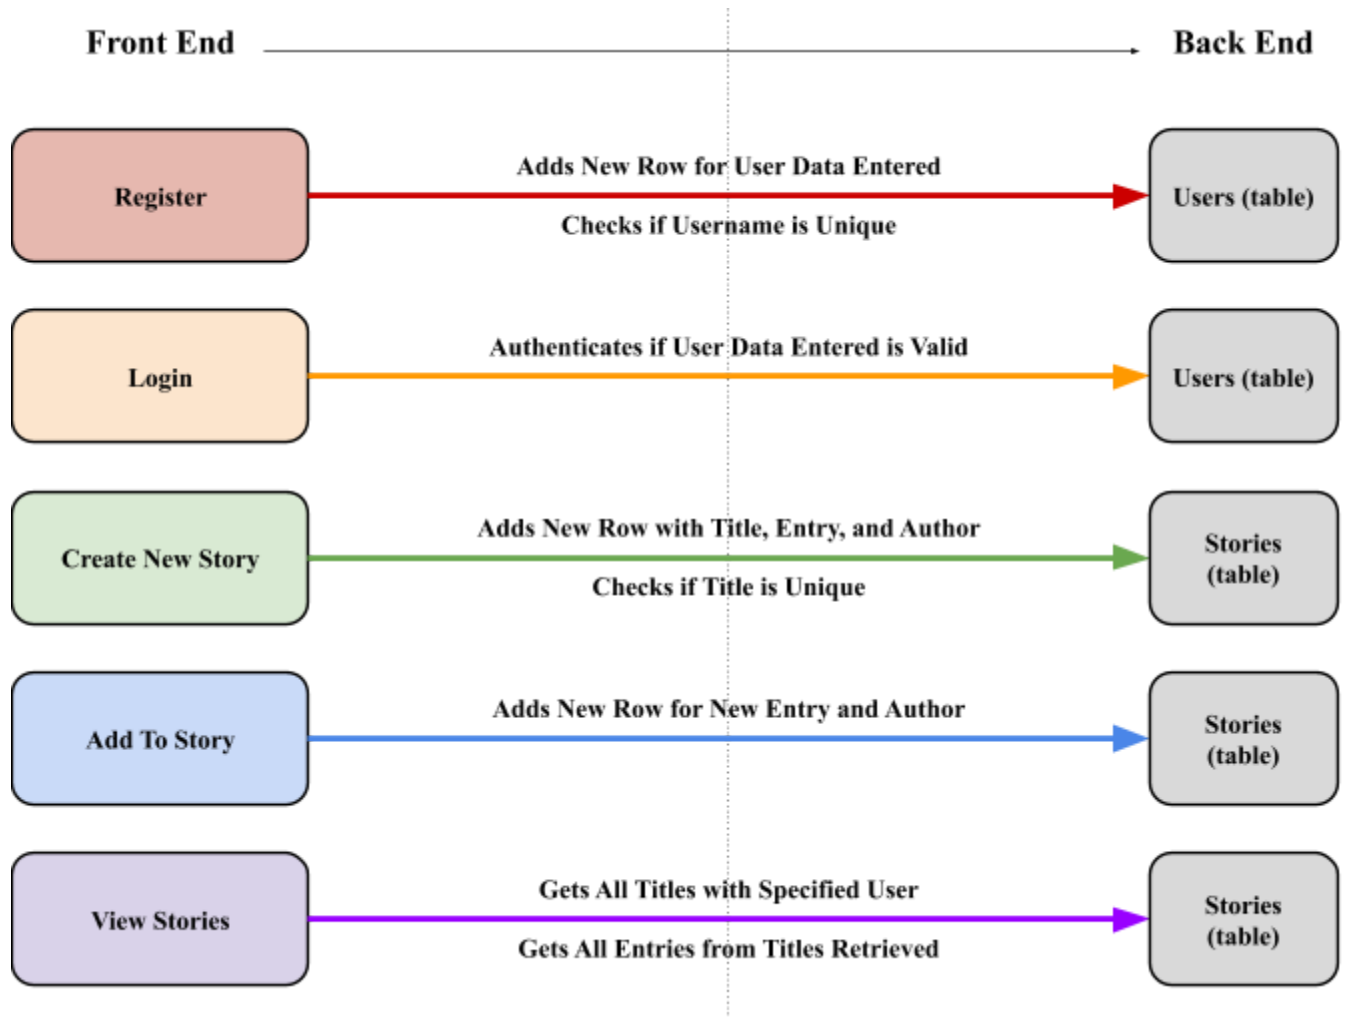 Front End
Back End
Register
Adds New Row for User Data Entered
Checks if Username is Unique
Users (table)
Login
Authenticates if User Data Entered is Valid
Users (table)
Create New Story
Adds New Row with Title, Entry, and Author
Checks if Title is Unique
Stories
(table)
Add To Story
Adds New Row for New Entry and Author
Stories
(table)
View Stories
Gets All Titles with Specified User
Gets All Entries from Titles Retrieved
Stories
(table)